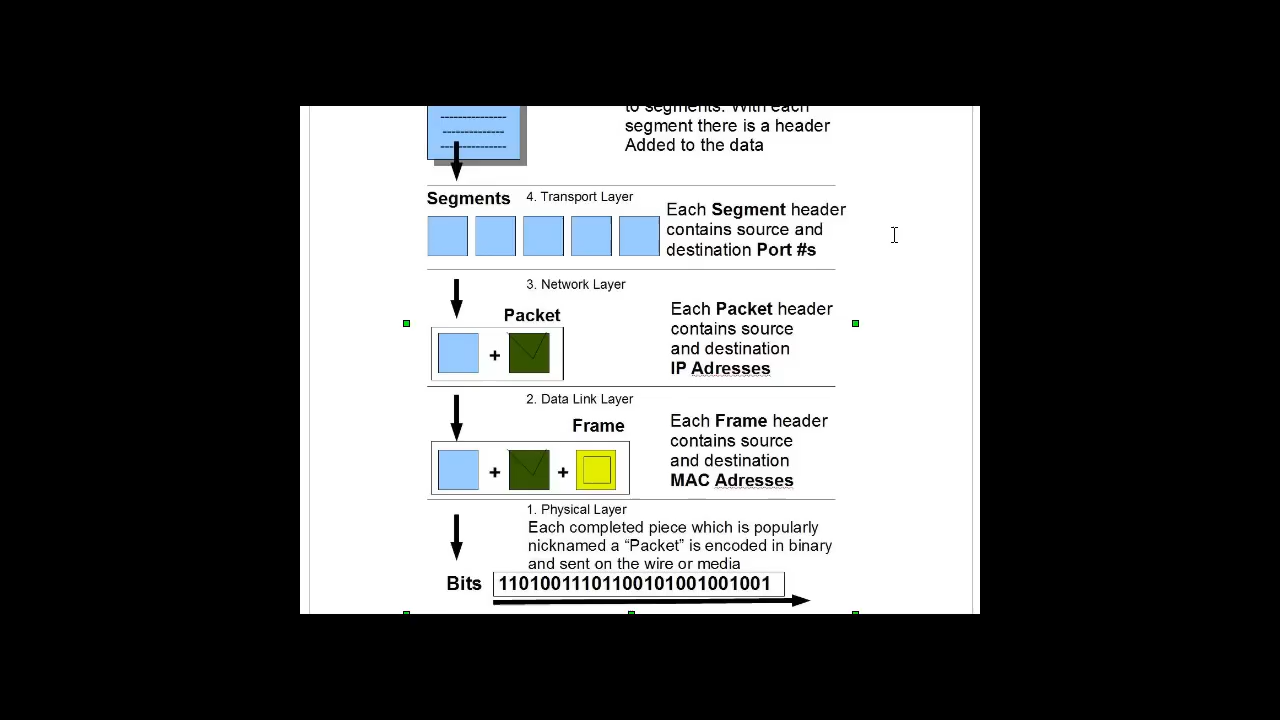 to segments. With each
segment there is a header
Added to the data
Segments 4. Transport Layer
Each Segment header
contains source and
destination Port #s
3. Network Layer
Packet
Each Packet header
contains source
and destination
IP Adresses
+
2. Data Link Layer
Frame
Each Frame header
contains source
and destination
MAC Adresses
+ +
1. Physical Layer
Each completed piece which is popularly
nicknamed a “Packet” is encoded in binary
and sent on the wire or media
Bits 11010011101100101001001001